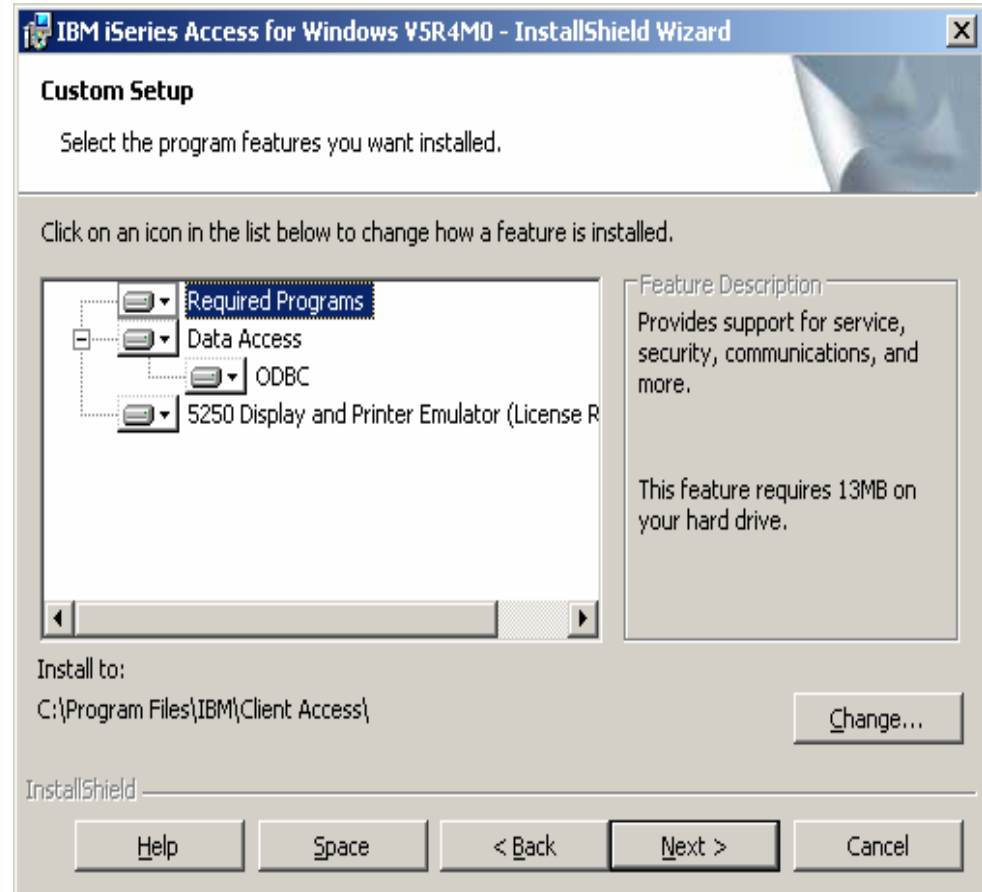 IBM iSeries Access for Windows V5R4M0 - InstallShield Wizard
Custom Setup
Select the program features you want installed.
Click on an icon in the list below to change how a feature is installed.
Required Programs
Data Access
ODBC
5250 Display and Printer Emulator (License R
Feature Description
Provides support for service,
security, communications, and
more.
This feature requires 13MB on
your hard drive.
Install to:
C:\Program Files\IBM\Client Access\
Change...
InstallShield
Help
Space
< Back
Next >
Cancel